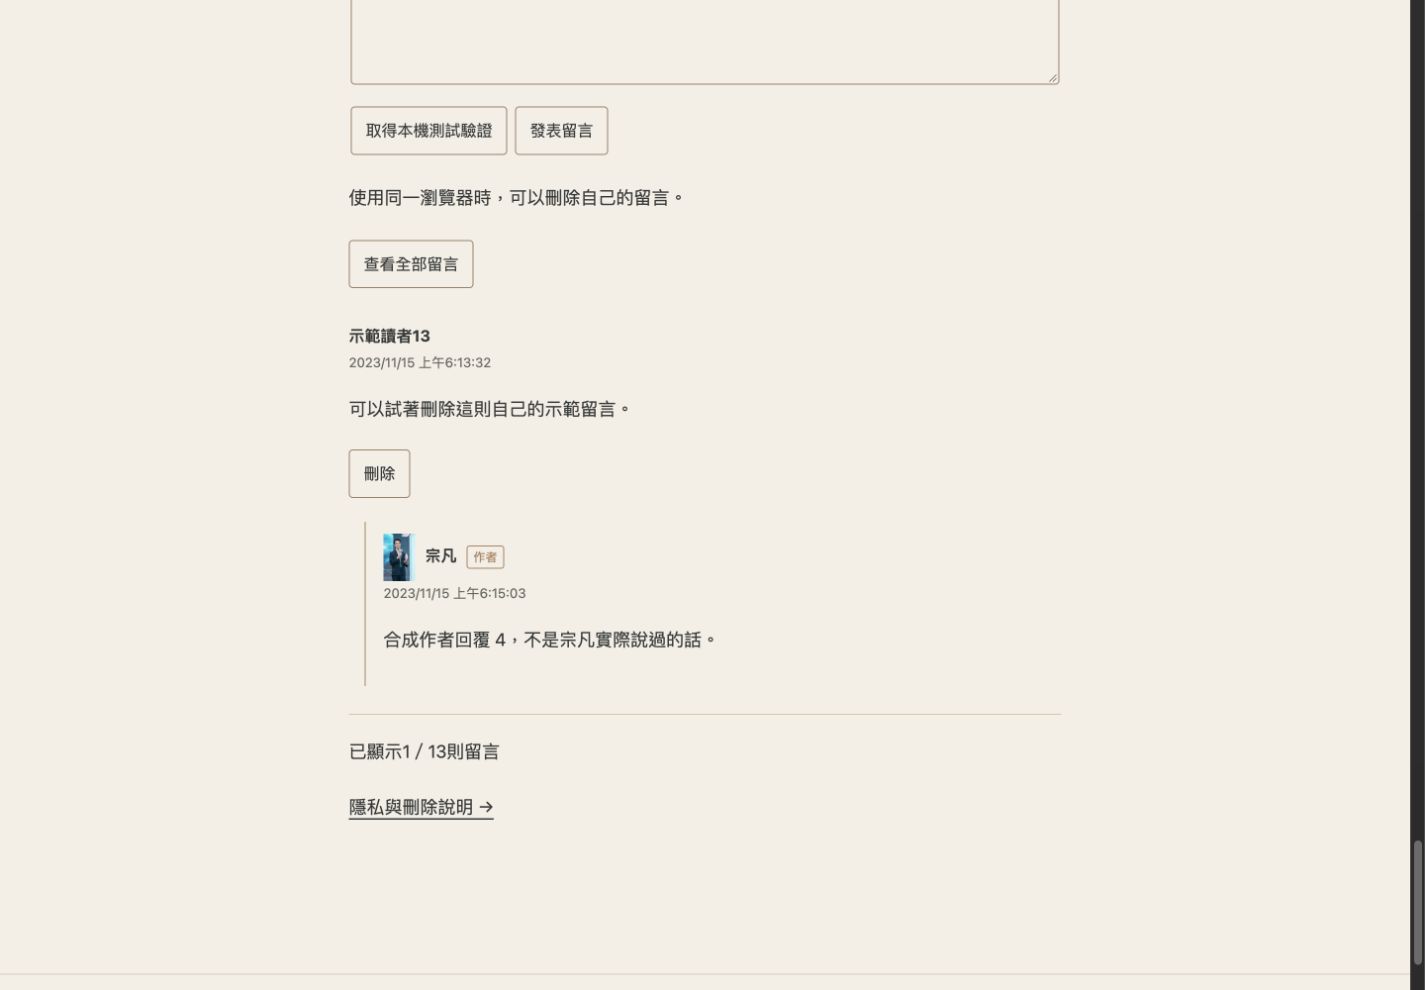 取得本機測試驗證 發表留言
使用同一瀏覽器時，可以刪除自己的留言。
查看全部留言
示範讀者13
2023/11/15 上午6:13:32
可以試著刪除這則自己的示範留言。
刪除
宗凡 作者
2023/11/15 上午6:15:03
合成作者回覆 4，不是宗凡實際說過的話。
已顯示1 / 13則留言
隱私與刪除說明 →